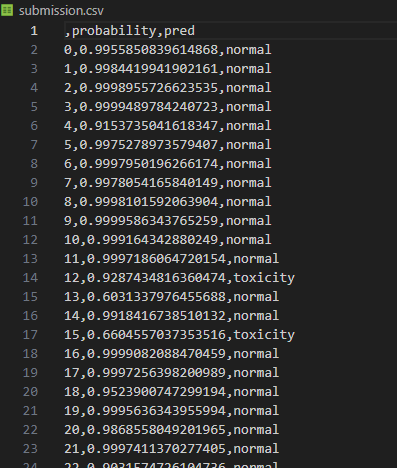 submission.csv
1 ,probability,pred
2 0,0.9955850839614868,normal
3 1,0.9984419941902161,normal
4 2,0.9998955726623535,normal
5 3,0.9999489784240723,normal
6 4,0.9153735041618347,normal
7 5,0.9975278973579407,normal
8 6,0.9997950196266174,normal
9 7,0.9978054165840149,normal
10 8,0.9998101592063904,normal
11 9,0.9999586343765259,normal
12 10,0.999164342880249,normal
13 11,0.9997186064720154,normal
14 12,0.9287434816360474,toxicity
15 13,0.6031337976455688,normal
16 14,0.9918416738510132,normal
17 15,0.6604557037353516,toxicity
18 16,0.9999082088470459,normal
19 17,0.9997256398200989,normal
20 18,0.9523900747299194,normal
21 19,0.9995636343955994,normal
22 20,0.9868558049201965,normal
23 21,0.9997411370277405,normal
24 22,0.9031574726104736,normal